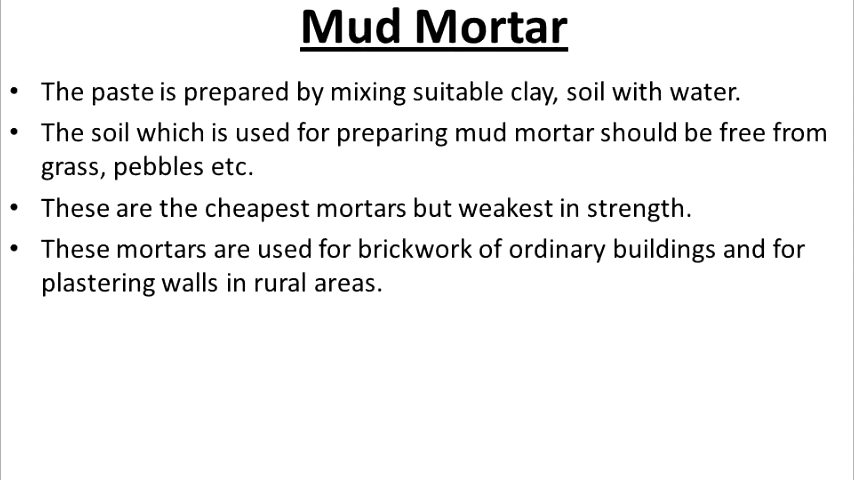 Mud Mortar
• The paste is prepared by mixing suitable clay, soil with water.
• The soil which is used for preparing mud mortar should be free from
grass, pebbles etc.
• These are the cheapest mortars but weakest in strength.
• These mortars are used for brickwork of ordinary buildings and for
plastering walls in rural areas.